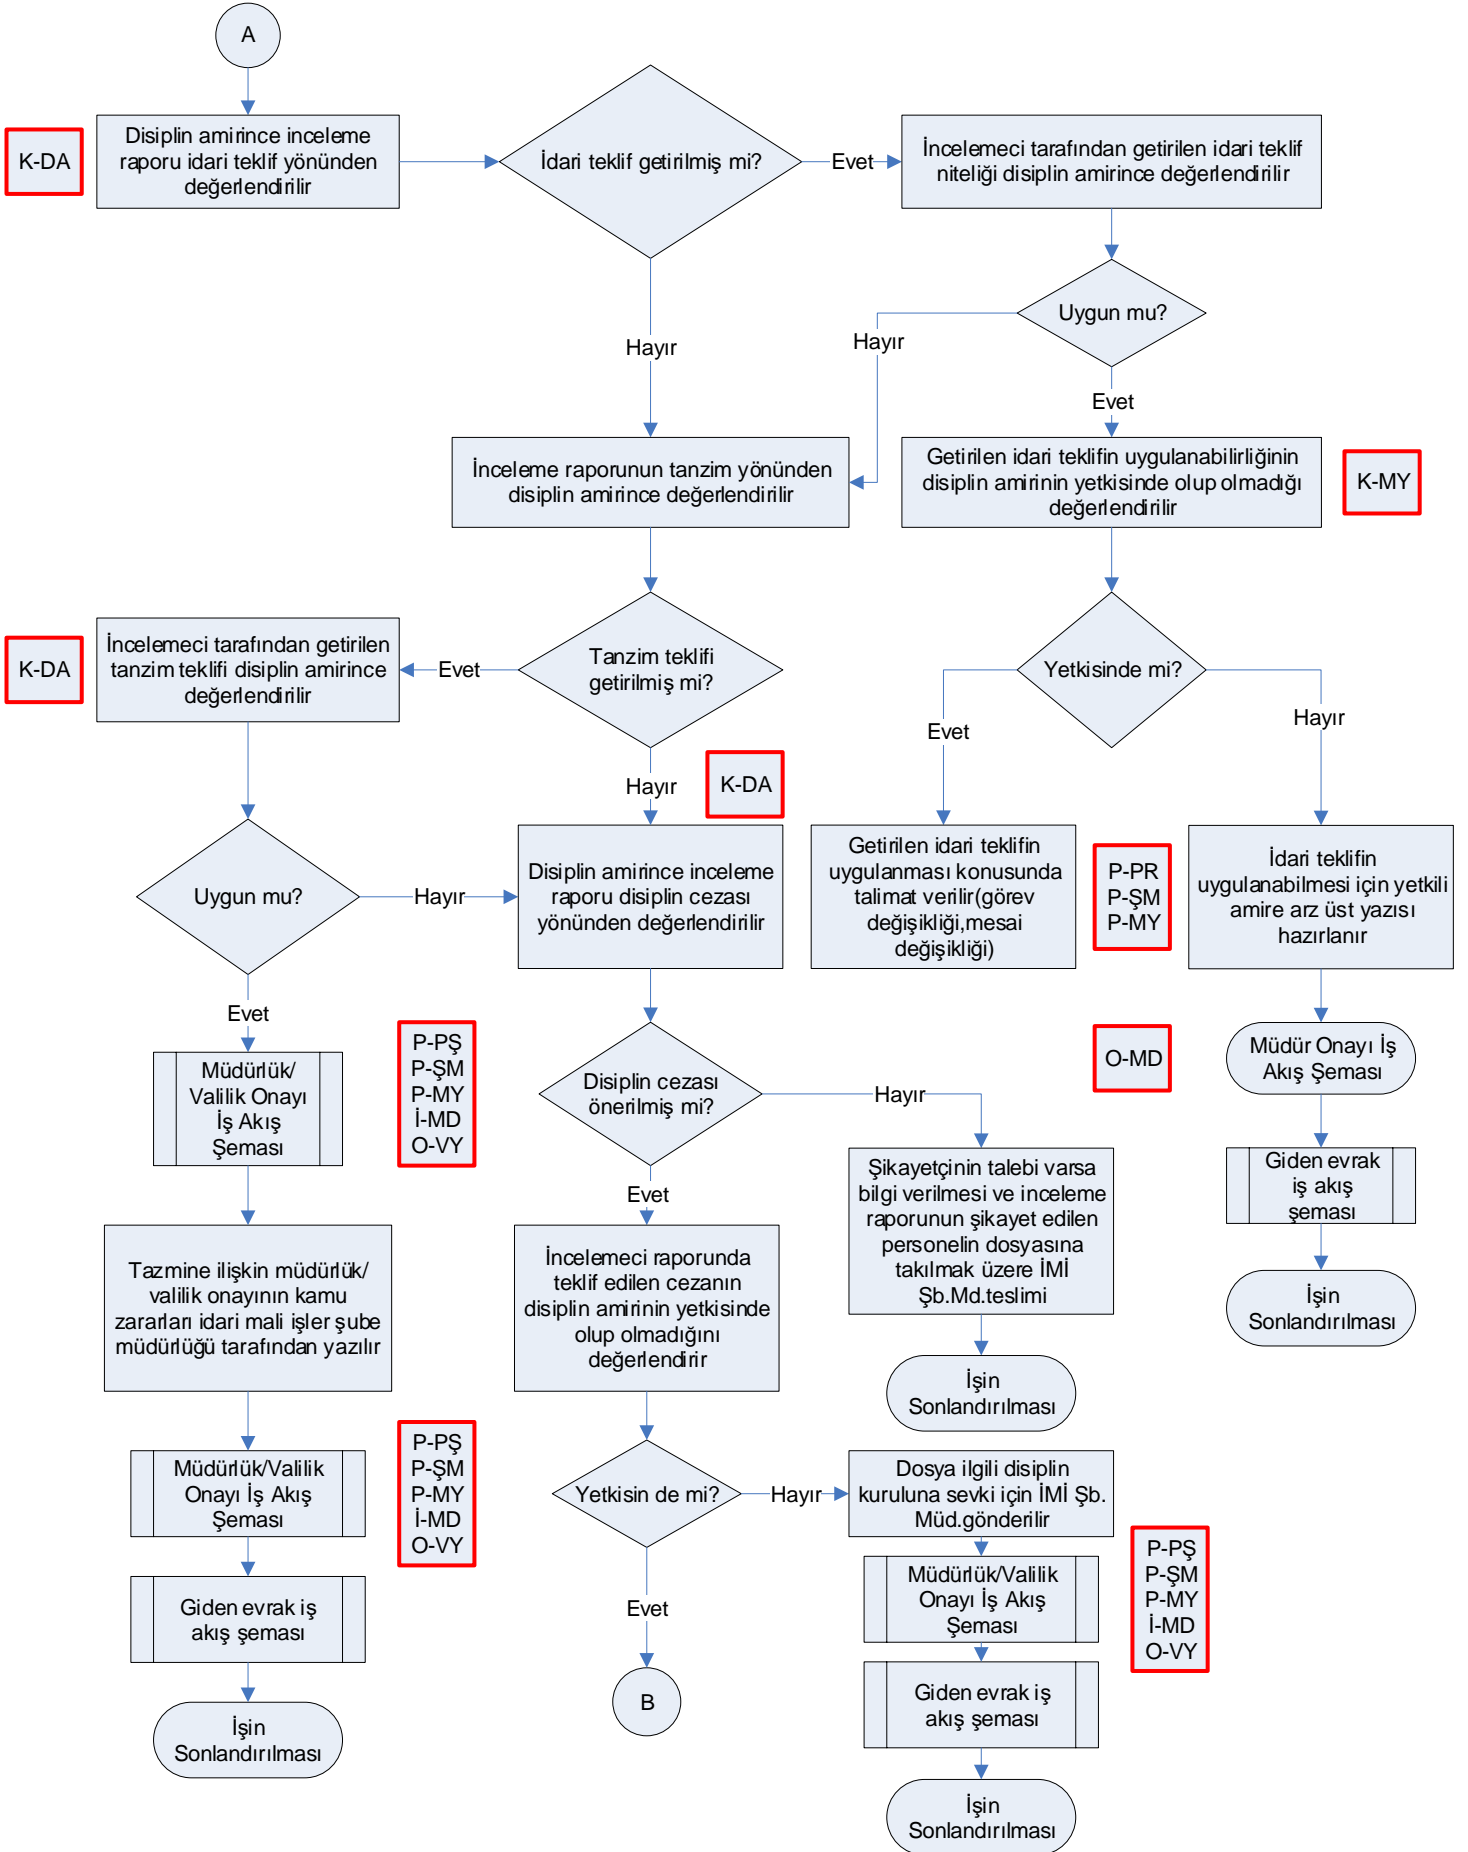 A
K-DA
Disiplin amirince inceleme
raporu idari teklif yönünden
değerlendirilir
İdari teklif getirilmiş mi?
Evet
İncelemeci tarafından getirilen idari teklif
niteliği disiplin amirince değerlendirilir
Uygun mu?
Hayır
Hayır
Evet
İnceleme raporunun tanzim yönünden
disiplin amirince değerlendirilir
Getirilen idari teklifin uygulanabilirliğinin
disiplin amirinin yetkisinde olup olmadığı
değerlendirilir
K-MY
K-DA
İncelemeci tarafından getirilen
tanzim teklifi disiplin amirince
değerlendirilir
Evet
Tanzim teklifi
getirilmiş mi?
Yetkisinde mi?
Evet
Hayır
Hayır
K-DA
Uygun mu?
Hayır
Disiplin amirince inceleme
raporu disiplin cezası
yönünden değerlendirilir
Getirilen idari teklifin
uygulanması konusunda
talimat verilir(görev
değişikliği,mesai
değişikliği)
P-PR
P-ŞM
P-MY
İdari teklifin
uygulanabilmesi için yetkili
amire arz üst yazısı
hazırlanır
Evet
Müdürlük/
Valilik Onayı
İş Akış
Şeması
P-PŞ
P-ŞM
P-MY
İ-MD
O-VY
Disiplin cezası
önerilmiş mi?
Hayır
O-MD
Müdür Onayı İş
Akış Şeması
Evet
Şikayetçinin talebi varsa
bilgi verilmesi ve inceleme
raporunun şikayet edilen
personelin dosyasına
takılmak üzere İMİ
Şb.Md.teslimi
Giden evrak
iş akış
şeması
Tazmine ilişkin müdürlük/
valilik onayının kamu
zararları idari mali işler şube
müdürlüğü tarafından yazılır
İncelemeci raporunda
teklif edilen cezanın
disiplin amirinin yetkisinde
olup olmadığını
değerlendirir
İşin
Sonlandırılması
İşin
Sonlandırılması
Müdürlük/Valilik
Onayı İş Akış
Şeması
P-PŞ
P-ŞM
P-MY
İ-MD
O-VY
Yetkisin de mi?
Hayır
Dosya ilgili disiplin
kuruluna sevki için İMİ Şb.
Müd.gönderilir
Müdürlük/Valilik
Onayı İş Akış
Şeması
P-PŞ
P-ŞM
P-MY
İ-MD
O-VY
Giden evrak iş
akış şeması
Evet
B
Giden evrak iş
akış şeması
İşin
Sonlandırılması
İşin
Sonlandırılması